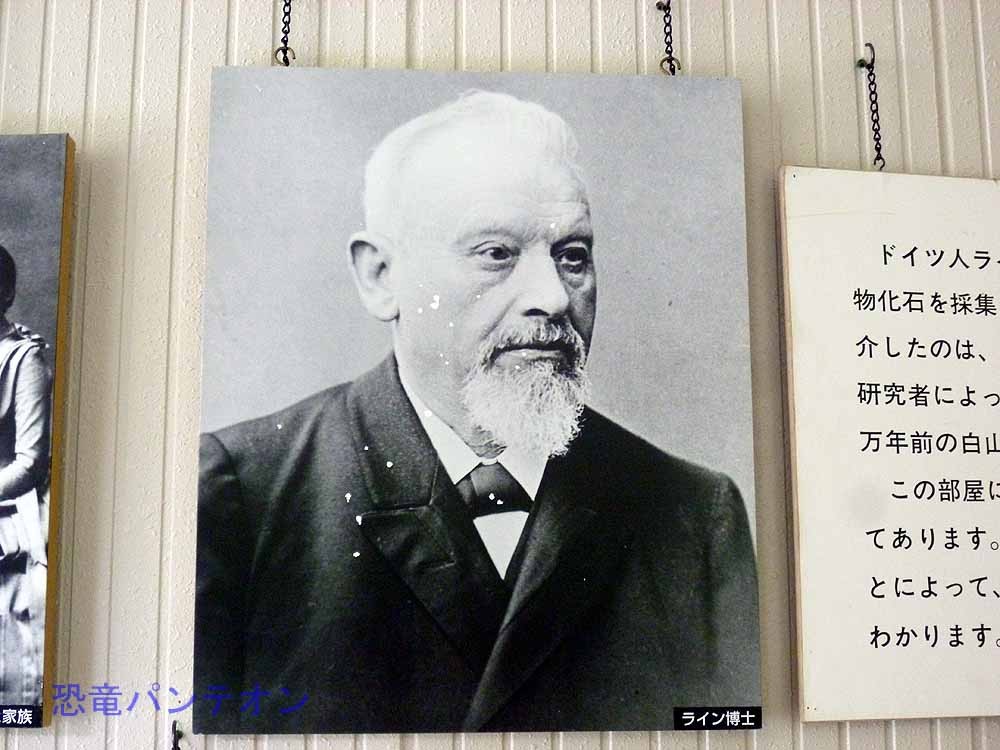 家族
恐竜パンテオン
ライン博士
ドイツ人ライ
物化石を採集
介したのは、
研究者によっ
万年前の白山
この部屋に
てあります。
とによって、
わかります。